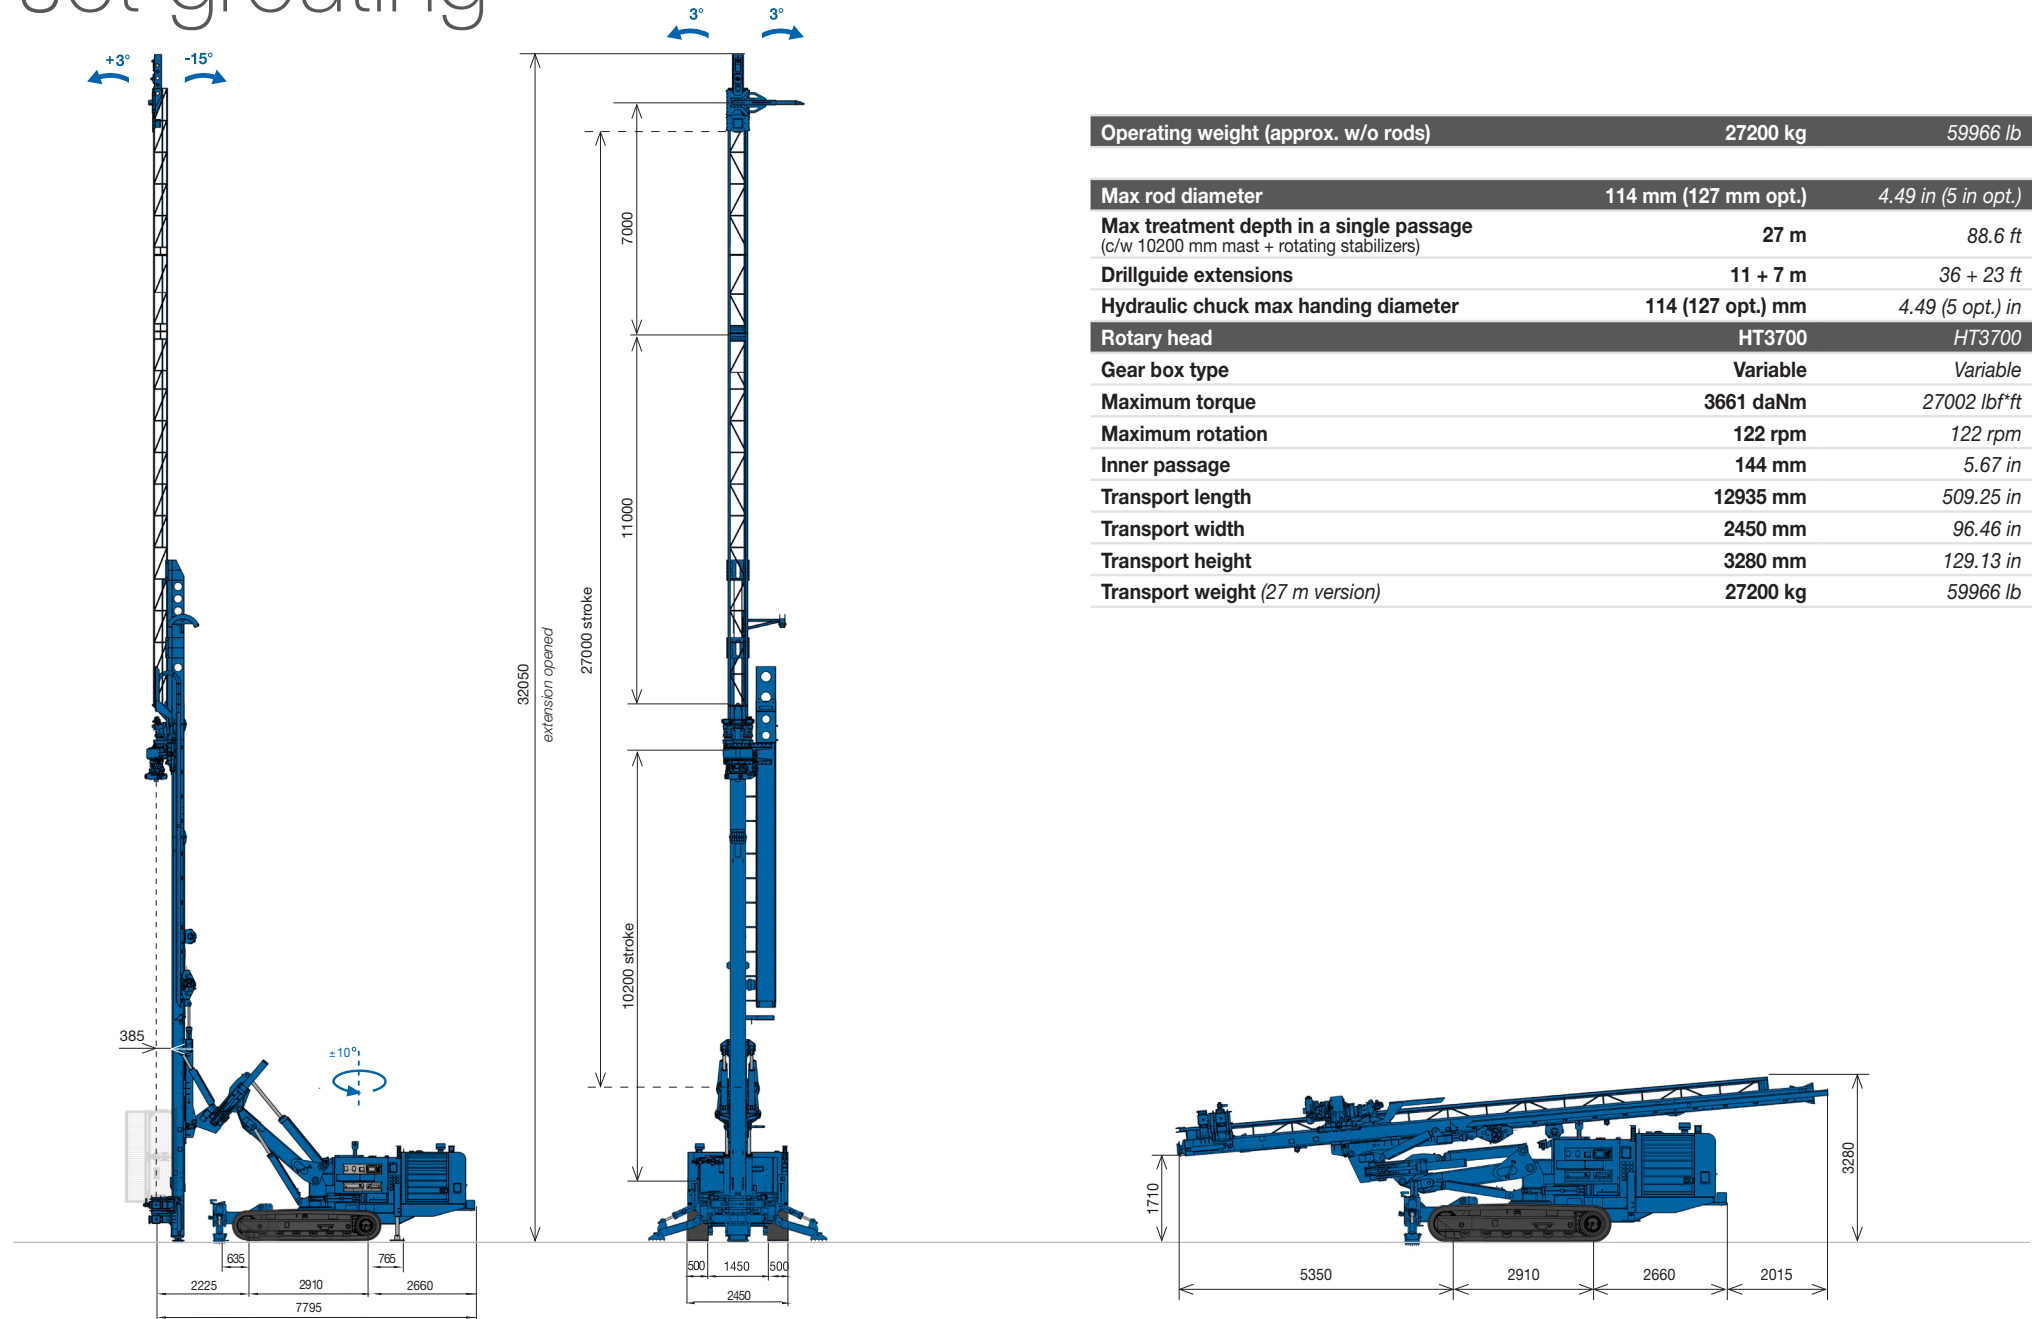 set grouting
3° 3°
+3° -15°
7000
11000
27000 stroke
32050
extension opened
10200 stroke
385
±10°
635 765
2225 2910 2660
7795
500 1450 500
2450
Operating weight (approx. w/o rods) 27200 kg 59966 lb
Max rod diameter 114 mm (127 mm opt.) 4.49 in (5 in opt.)
Max treatment depth in a single passage 27 m 88.6 ft
(c/w 10200 mm mast + rotating stabilizers)
Drillguide extensions 11 + 7 m 36 + 23 ft
Hydraulic chuck max handing diameter 114 (127 opt.) mm 4.49 (5 opt.) in
Rotary head HT3700 HT3700
Gear box type Variable Variable
Maximum torque 3661 daNm 27002 lbf*ft
Maximum rotation 122 rpm 122 rpm
Inner passage 144 mm 5.67 in
Transport length 12935 mm 509.25 in
Transport width 2450 mm 96.46 in
Transport height 3280 mm 129.13 in
Transport weight (27 m version) 27200 kg 59966 lb
1710
3280
5350 2910 2660 2015